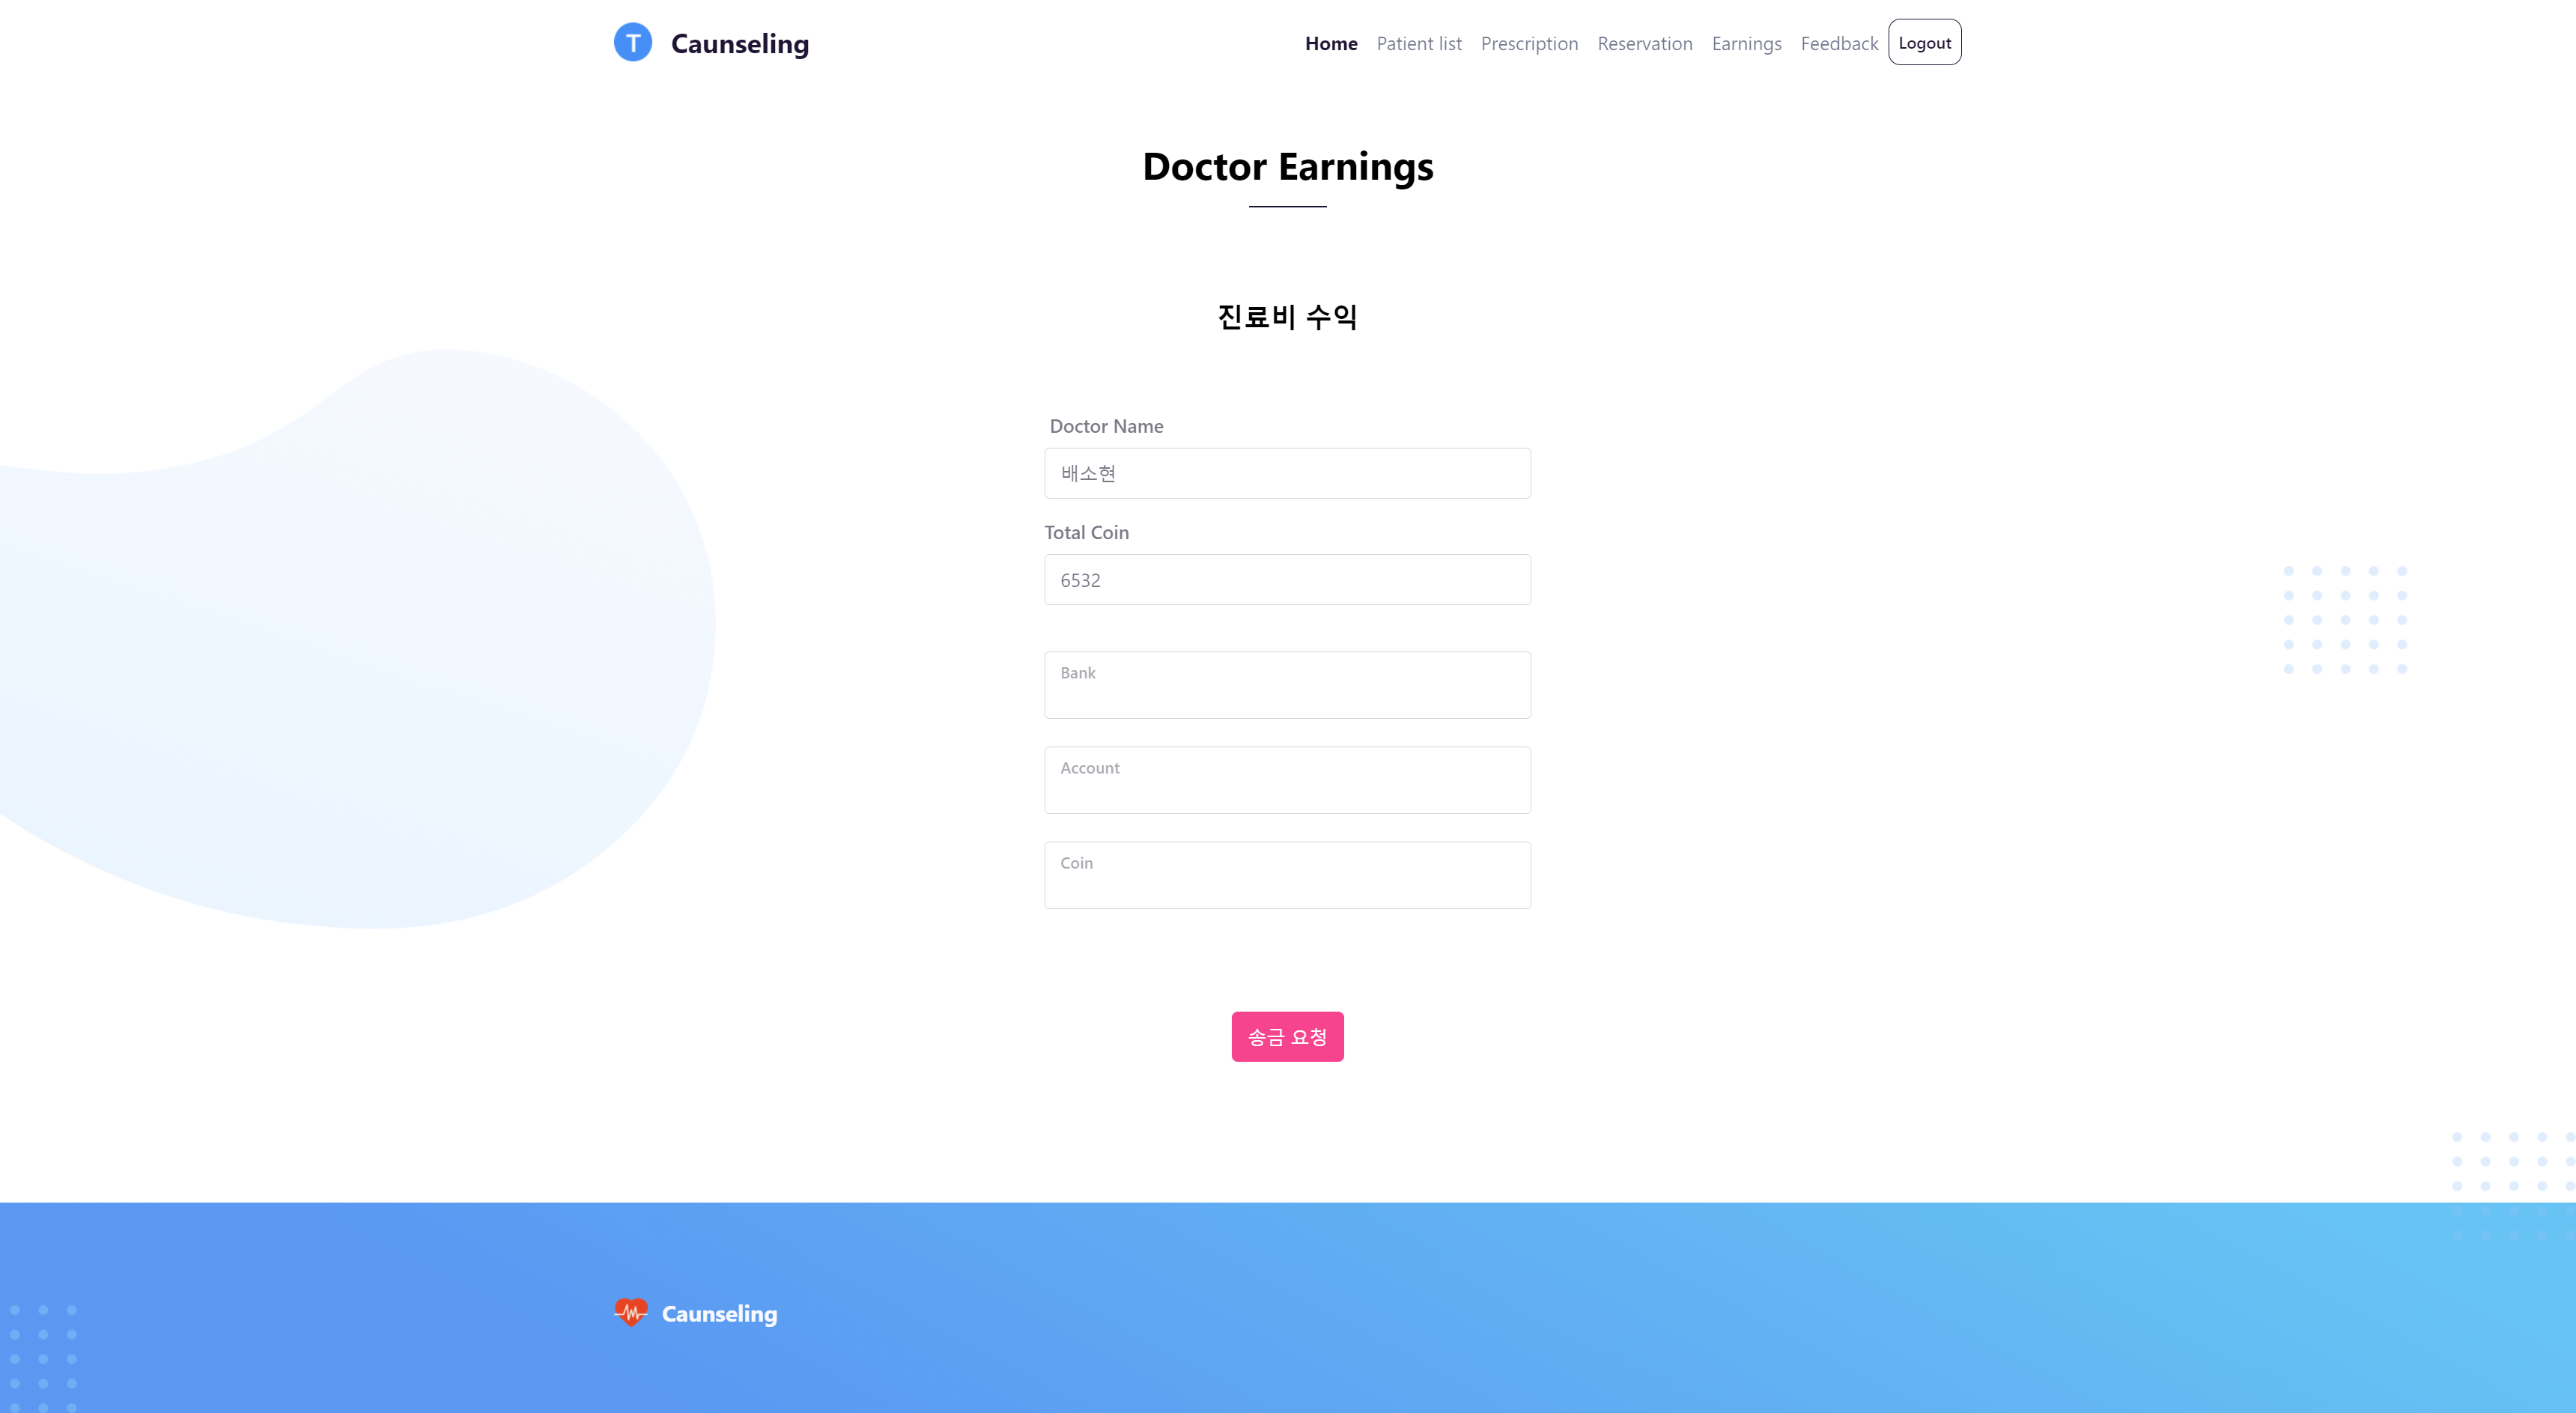 T Caunseling
Home Patient list Prescription Reservation Earnings Feedback Logout
Doctor Earnings
진료비 수익
Doctor Name
배소현
Total Coin
6532
Bank
Account
Coin
송금 요청
Caunseling